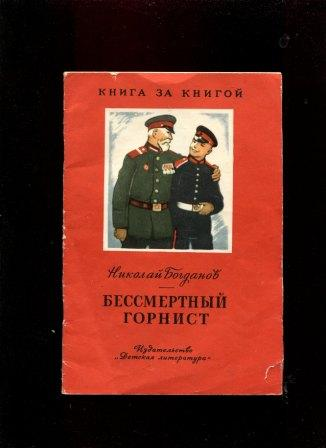 КНИГА ЗА КНИГОЙ
Николай Богданов
БЕССМЕРТНЫЙ
ГОРНИСТ
Издательство
„Детская литература“